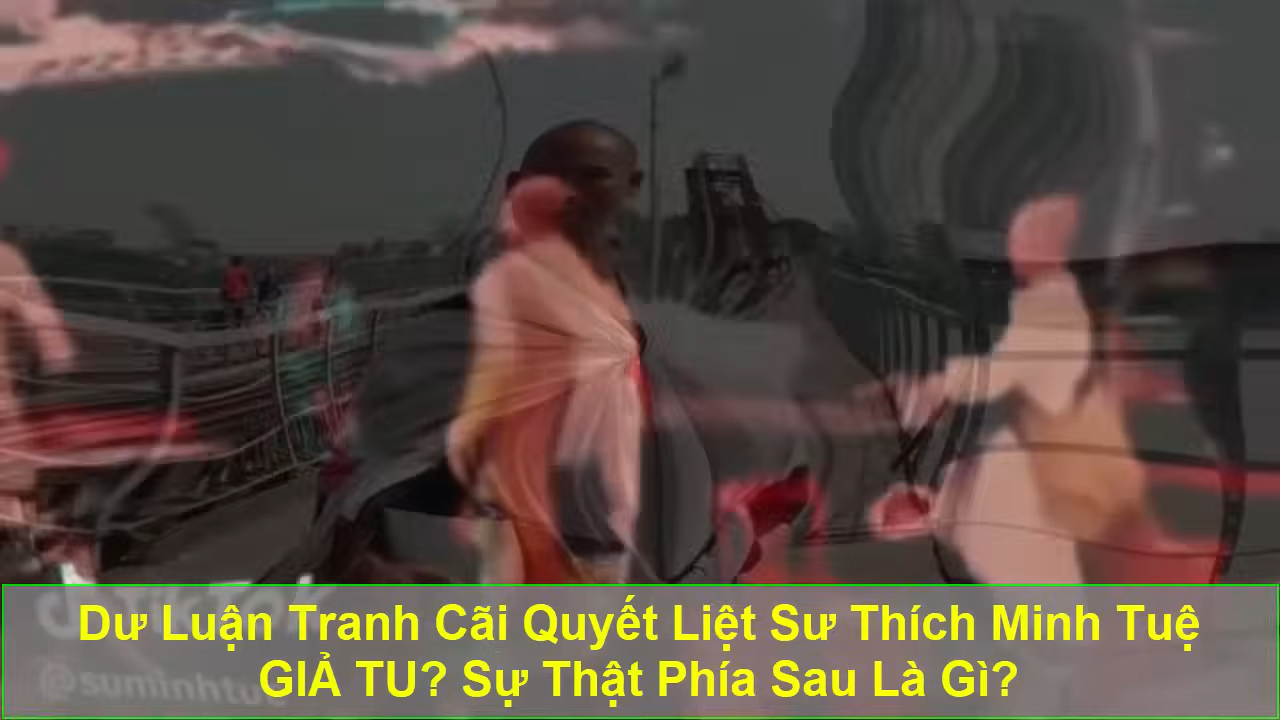 TikTok
Dư Luận Tranh Cãi Quyết Liệt Sư Thích Minh Tuệ
@suminhtue
GIẢ TU? Sự Thật Phía Sau Là Gì?